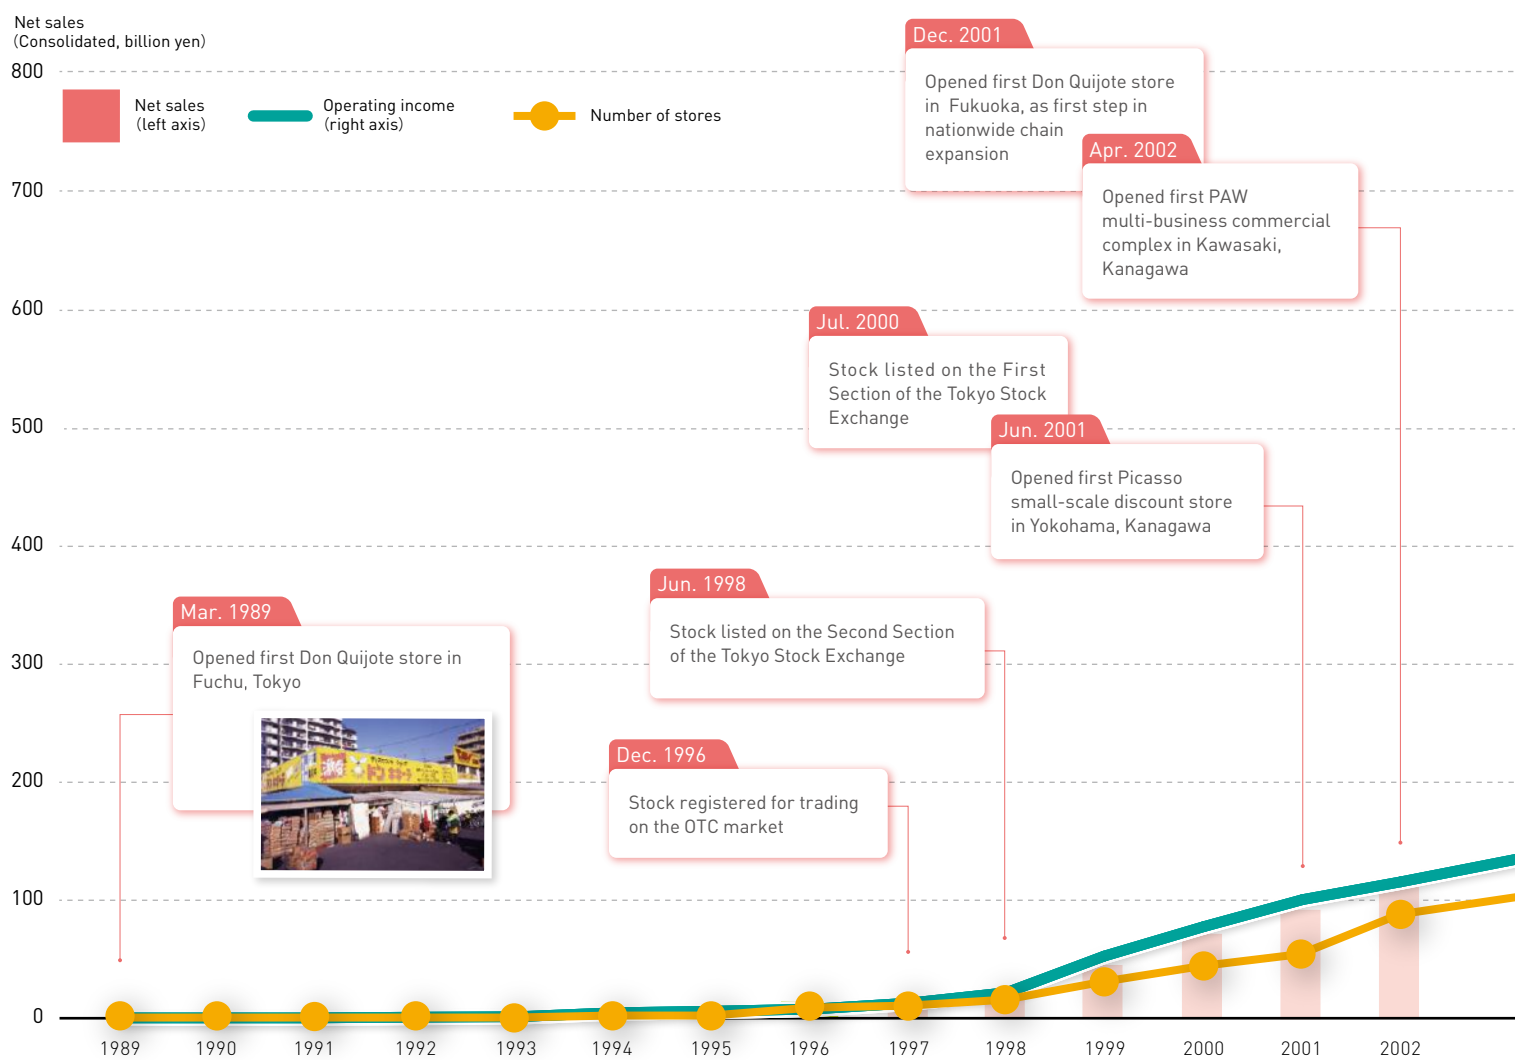 Net sales
(Consolidated, billion yen)
800
700
600
500
400
300
200
100
0
Net sales
(left axis)
Operating income
(right axis)
Number of stores
Dec. 2001
Opened first Don Quijote store
in Fukuoka, as first step in
nationwide chain
expansion
Apr. 2002
Opened first PAW
multi-business commercial
complex in Kawasaki,
Kanagawa
Jul. 2000
Stock listed on the First
Section of the Tokyo Stock
Exchange
Jun. 2001
Opened first Picasso
small-scale discount store
in Yokohama, Kanagawa
Jun. 1998
Stock listed on the Second Section
of the Tokyo Stock Exchange
Mar. 1989
Opened first Don Quijote store in
Fuchu, Tokyo
ドン キホーテ
Dec. 1996
Stock registered for trading
on the OTC market
1989 1990 1991 1992 1993 1994 1995 1996 1997 1998 1999 2000 2001 2002